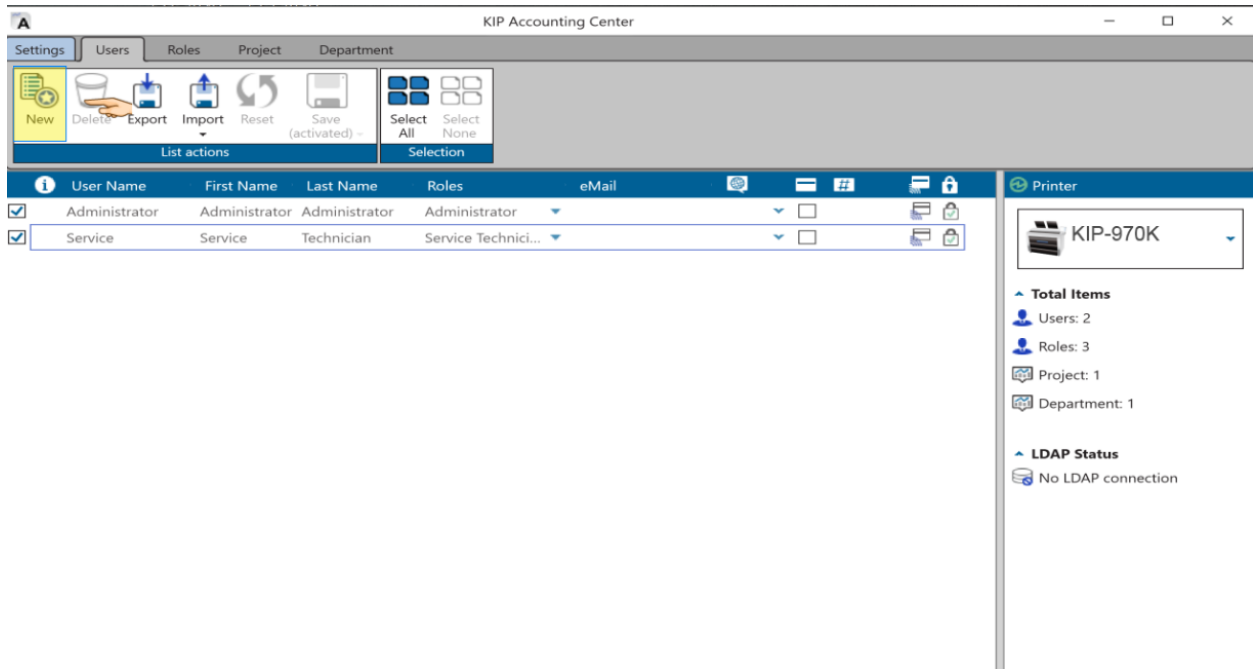 A KIP Accounting Center
Settings Users Roles Project Department
New Delete Export Import Reset Save (activated) –
Select All Select None
List actions Selection
i User Name First Name Last Name Roles eMail #
Administrator Administrator Administrator Administrator
Service Service Technician Service Technici...
Printer
KIP-970K
Total Items
Users: 2
Roles: 3
Project: 1
Department: 1
LDAP Status
No LDAP connection